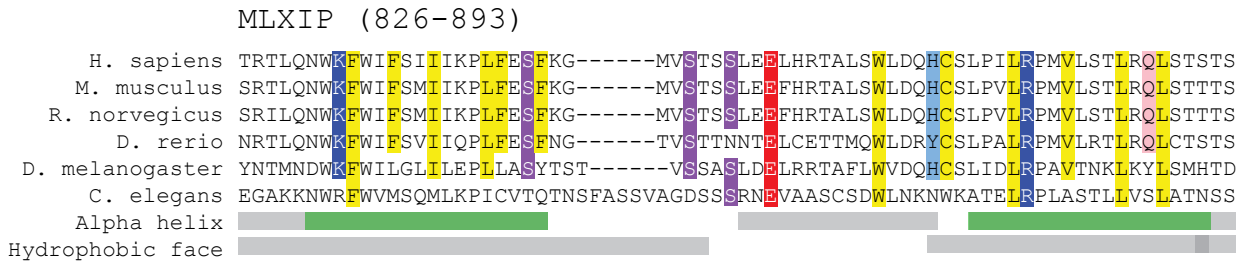 MLXIP (826-893)
H. sapiens TRTLQNWKFWIFSIIIKPLFESFKG------MVSTSSLEELHRTALSWLDQHCSLPILRPMVLSTLRQLSTSTS
M. musculus SRTLQNWKFWIFSMIIKPLFESFKG------MVSTSSLEEFHRTALSWLDQHCSLPVLRPMVLSTLRQLSTTTS
R. norvegicus SRILQNWKFWIFSMIIKPLFESFKG------MVSTSSLEEFHRTALSWLDQHCSLPVLRPMVLSTLRQLSTTTS
D. rerio NRTLQNWKFWIFSVIIQPLFESFNG------TVSTTNNTELCETTMQWLDRYCSLPALRPMVLRTLRQLCTSTS
D. melanogaster YNTMNDWKFWILGLILEPLLASYTST------VSSASLDELRRTAFLWVDQHCSLIDLRPAVTNKLKYLSMHTD
C. elegans EGAKKNWRFWVMSQMLKPICVTQTNSFASSVAGDSSSRNEVAASCSDWLNKNWKATELRPLASTLLVSLATNSS
Alpha helix
Hydrophobic face